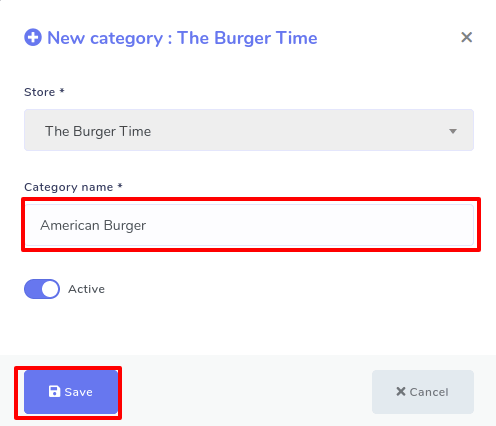 New category : The Burger Time
Store *
The Burger Time
Category name *
American Burger
Active
Save
Cancel